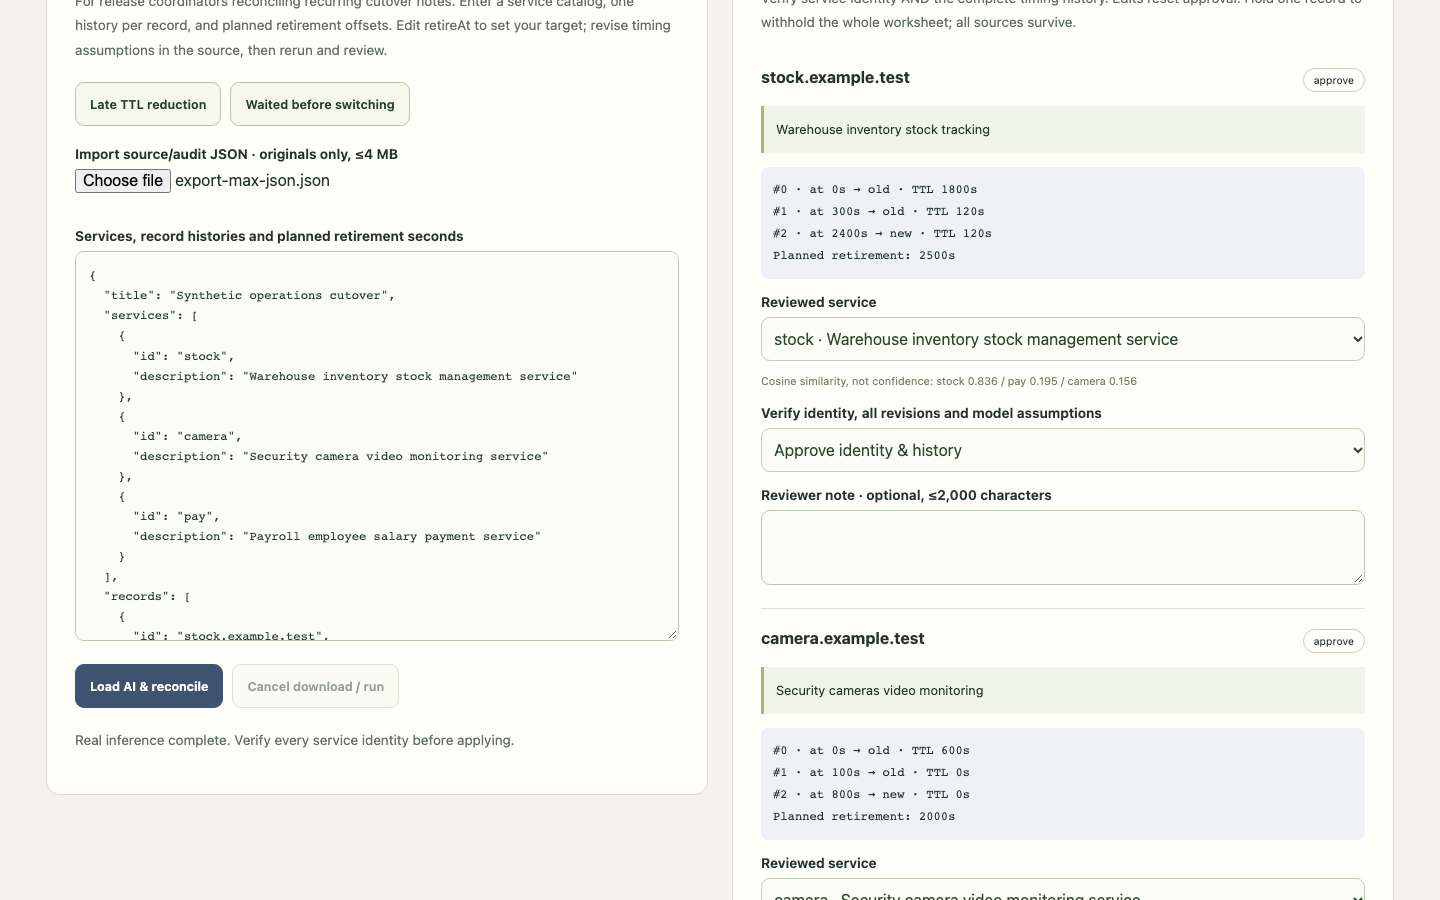 For release coordinators reconciling recurring cutover notes. Enter a service catalog, one
history per record, and planned retirement offsets. Edit retireAt to set your target; revise timing
assumptions in the source, then rerun and review.
Late TTL reduction
Waited before switching
Import source/audit JSON · originals only, ≤4 MB
Choose file export-max-json.json
Services, record histories and planned retirement seconds
{
"title": "Synthetic operations cutover",
"services": [
{
"id": "stock",
"description": "Warehouse inventory stock management service"
},
{
"id": "camera",
"description": "Security camera video monitoring service"
},
{
"id": "pay",
"description": "Payroll employee salary payment service"
}
],
"records": [
{
"id": "stock.example.test",
Load AI & reconcile
Cancel download / run
Real inference complete. Verify every service identity before applying.
Verify service identity AND the complete timing history. Edits reset approval. Hold one record to
withhold the whole worksheet; all sources survive.
stock.example.test
approve
Warehouse inventory stock tracking
#0 · at 0s → old · TTL 1800s
#1 · at 300s → old · TTL 120s
#2 · at 2400s → new · TTL 120s
Planned retirement: 2500s
Reviewed service
stock · Warehouse inventory stock management service
Cosine similarity, not confidence: stock 0.836 / pay 0.195 / camera 0.156
Verify identity, all revisions and model assumptions
Approve identity & history
Reviewer note · optional, ≤2,000 characters
camera.example.test
approve
Security cameras video monitoring
#0 · at 0s → old · TTL 600s
#1 · at 100s → old · TTL 0s
#2 · at 800s → new · TTL 0s
Planned retirement: 2000s
Reviewed service
camera · Security camera video monitoring service